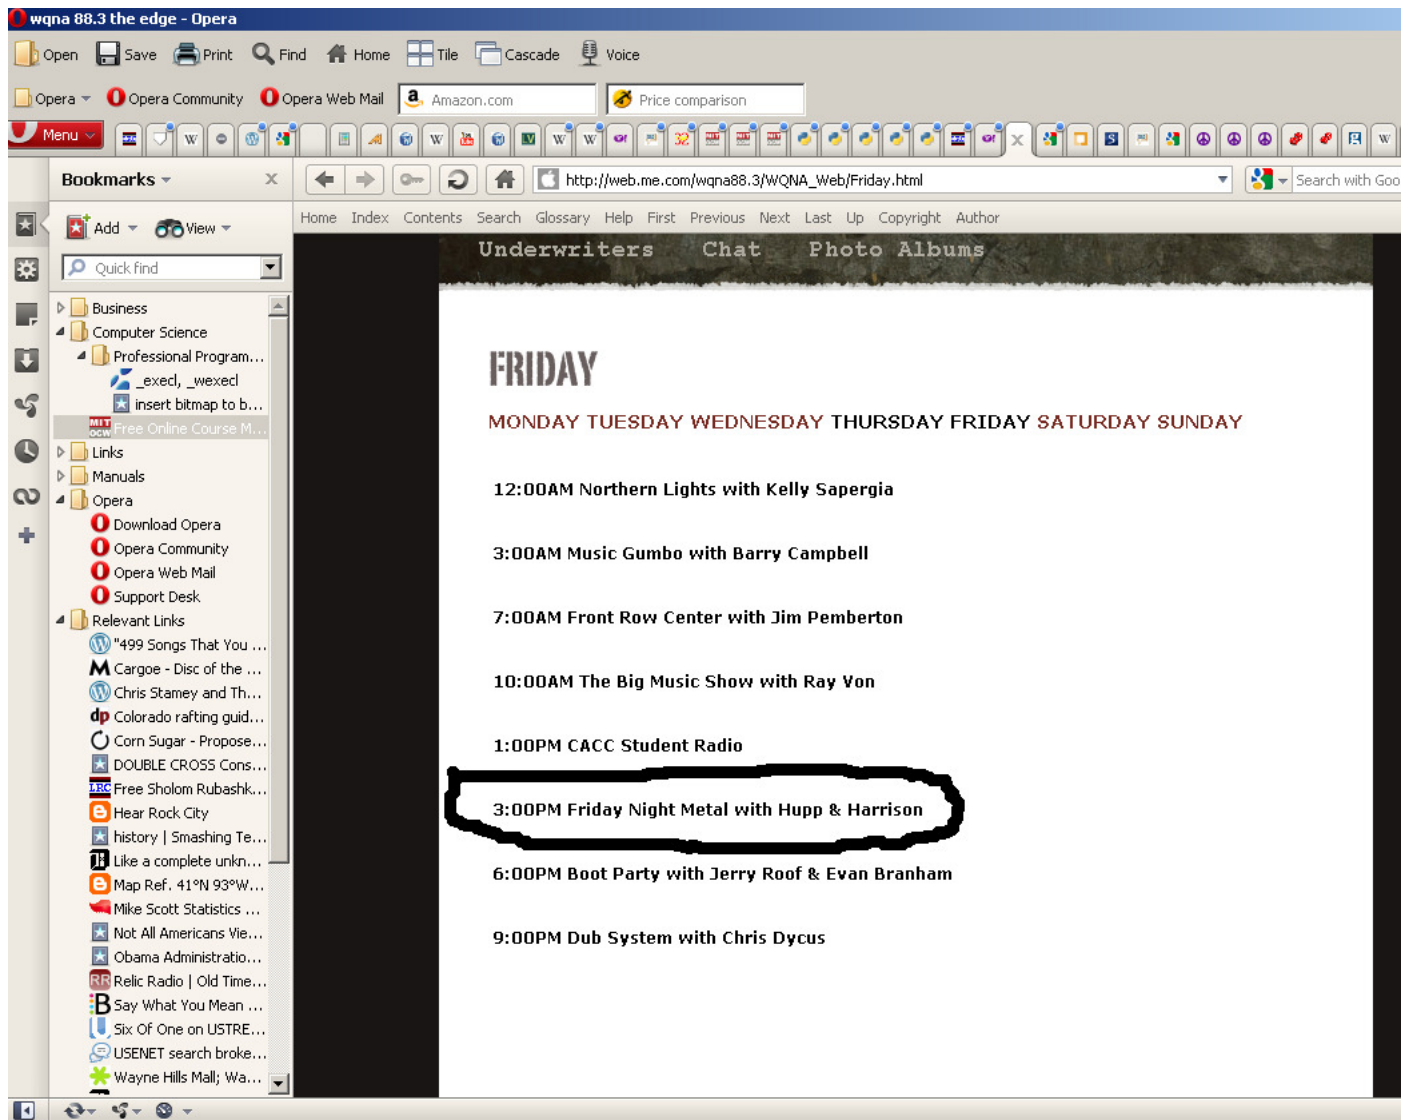 wqna 88.3 the edge - Opera
Open Save Print Find Home Tile Cascade Voice
Opera Opera Community Opera Web Mail Amazon.com Price comparison
Menu
Bookmarks
http://web.me.com/wqna88.3/WQNA_Web/Friday.html
Search with Goo
Add View
Home Index Contents Search Glossary Help First Previous Next Last Up Copyright Author
Quick find
Business
Computer Science
Professional Program...
_execl, _wexecl
insert bitmap to b...
Free Online Course M...
Links
Manuals
Opera
Download Opera
Opera Community
Opera Web Mail
Support Desk
Relevant Links
"499 Songs That You ...
Cargoe - Disc of the ...
Chris Stamey and Th...
Colorado rafting guid...
Corn Sugar - Propose...
DOUBLE CROSS Cons...
Free Sholom Rubashk...
Hear Rock City
history | Smashing Te...
Like a complete unkn...
Map Ref. 41°N 93°W...
Mike Scott Statistics ...
Not All Americans Vie...
Obama Administratio...
Relic Radio | Old Time...
Say What You Mean ...
Six Of One on USTRE...
USENET search broke...
Wayne Hills Mall; Wa...
Underwriters Chat Photo Albums
FRIDAY
MONDAY TUESDAY WEDNESDAY THURSDAY FRIDAY SATURDAY SUNDAY
12:00AM Northern Lights with Kelly Sapergia
3:00AM Music Gumbo with Barry Campbell
7:00AM Front Row Center with Jim Pemberton
10:00AM The Big Music Show with Ray Von
1:00PM CACC Student Radio
3:00PM Friday Night Metal with Hupp & Harrison
6:00PM Boot Party with Jerry Roof & Evan Branham
9:00PM Dub System with Chris Dycus